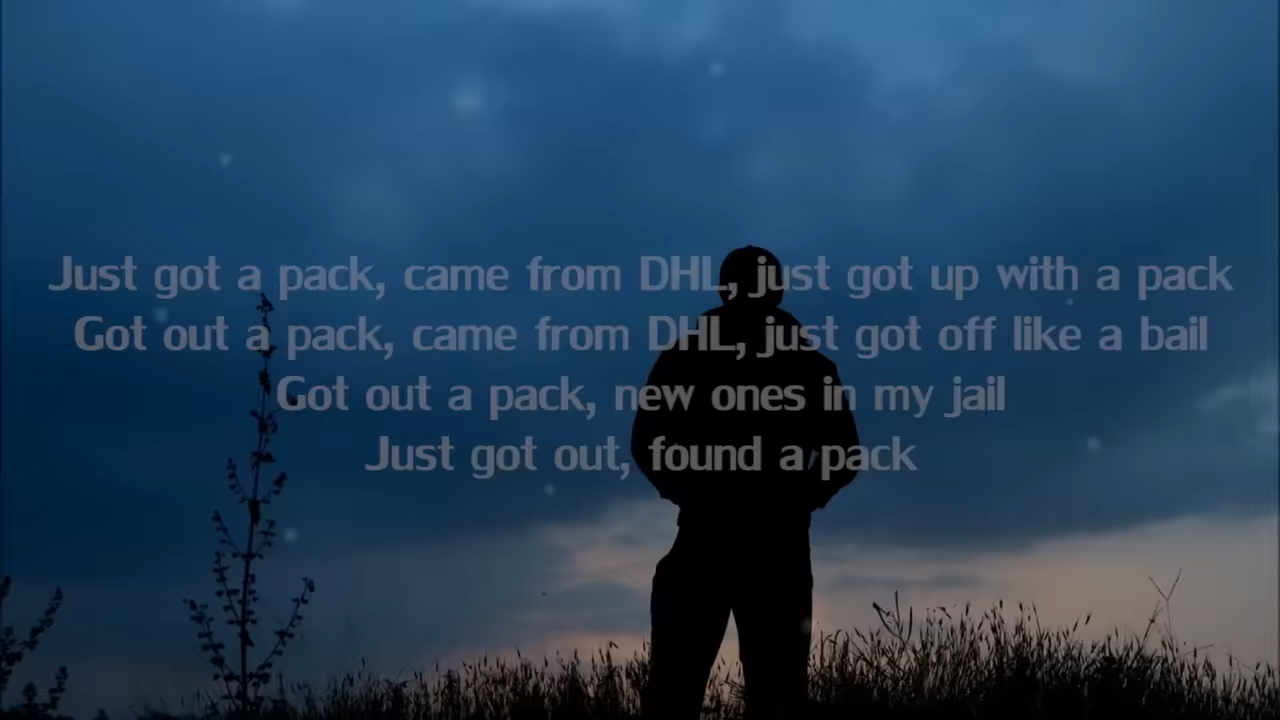 Just got a pack, came from DHL, just got up with a pack
Got out a pack, came from DHL, just got off like a bail
Got out a pack, new ones in my jail
Just got out, found a pack